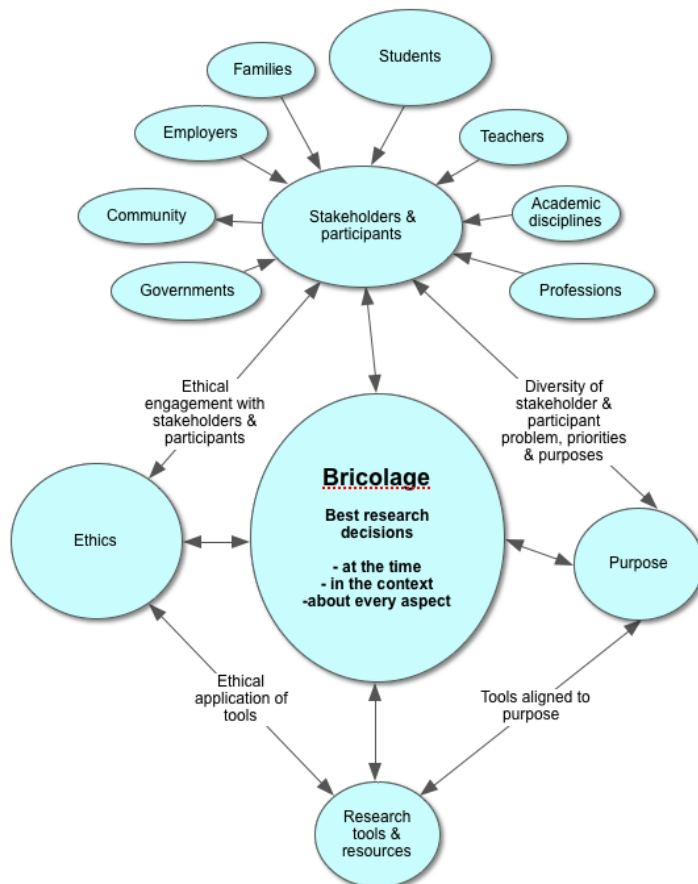 Students
Families
Employers
Teachers
Community
Stakeholders &
participants
Academic
disciplines
Governments
Professions
Ethical
engagement with
stakeholders &
participants
Diversity of
stakeholder &
participant
problem, priorities
& purposes
Bricolage
Best research
decisions
- at the time
- in the context
-about every aspect
Ethics
Purpose
Ethical
application of
tools
Tools aligned to
purpose
Research
tools &
resources